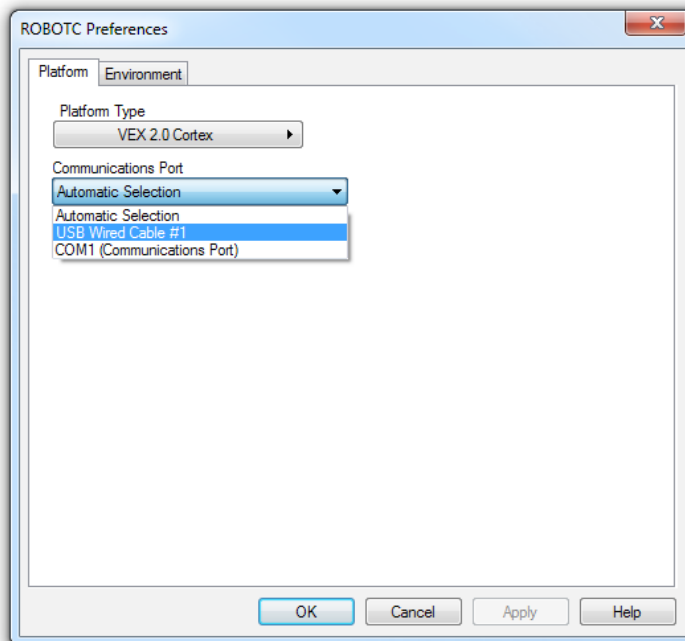 ROBOTC Preferences
Platform
Environment
Platform Type
VEX 2.0 Cortex
Communications Port
Automatic Selection
Automatic Selection
USB Wired Cable #1
COM1 (Communications Port)
OK
Cancel
Apply
Help